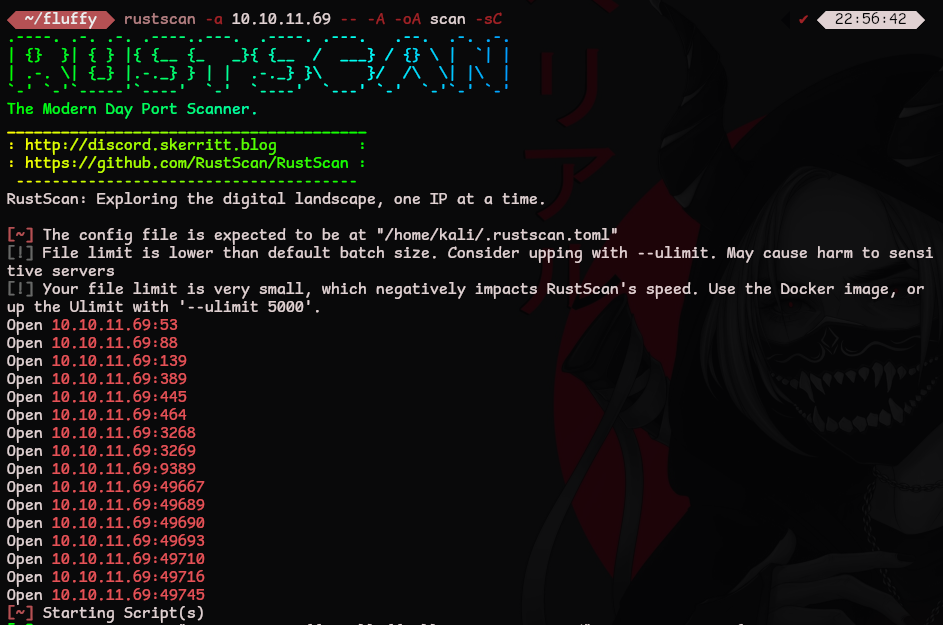 ~/fluffy rustscan -a 10.10.11.69 -- -A -oA scan -sC ✔ 22:56:42
.----. .-. .-. .----..---.  .----. .---.   .--.  .-. .-.
| {}  }| { } |{ {__ {_   _}{ {__  /  ___} / {} \ |  `| |
| .-. \| {_} |.-._} } | |  .-._} }\     }/  /\  \| |\  |
`-' `-'`-----'`----'  `-'  `----'  `---' `-'  `-'`-' `-'
The Modern Day Port Scanner.
________________________________________
: http://discord.skerritt.blog         :
: https://github.com/RustScan/RustScan :
 --------------------------------------
RustScan: Exploring the digital landscape, one IP at a time.
[~] The config file is expected to be at "/home/kali/.rustscan.toml"
[!] File limit is lower than default batch size. Consider upping with --ulimit. May cause harm to sensi
tive servers
[!] Your file limit is very small, which negatively impacts RustScan's speed. Use the Docker image, or
up the Ulimit with '--ulimit 5000'.
Open 10.10.11.69:53
Open 10.10.11.69:88
Open 10.10.11.69:139
Open 10.10.11.69:389
Open 10.10.11.69:445
Open 10.10.11.69:464
Open 10.10.11.69:3268
Open 10.10.11.69:3269
Open 10.10.11.69:9389
Open 10.10.11.69:49667
Open 10.10.11.69:49689
Open 10.10.11.69:49690
Open 10.10.11.69:49693
Open 10.10.11.69:49710
Open 10.10.11.69:49716
Open 10.10.11.69:49745
[~] Starting Script(s)
リアル